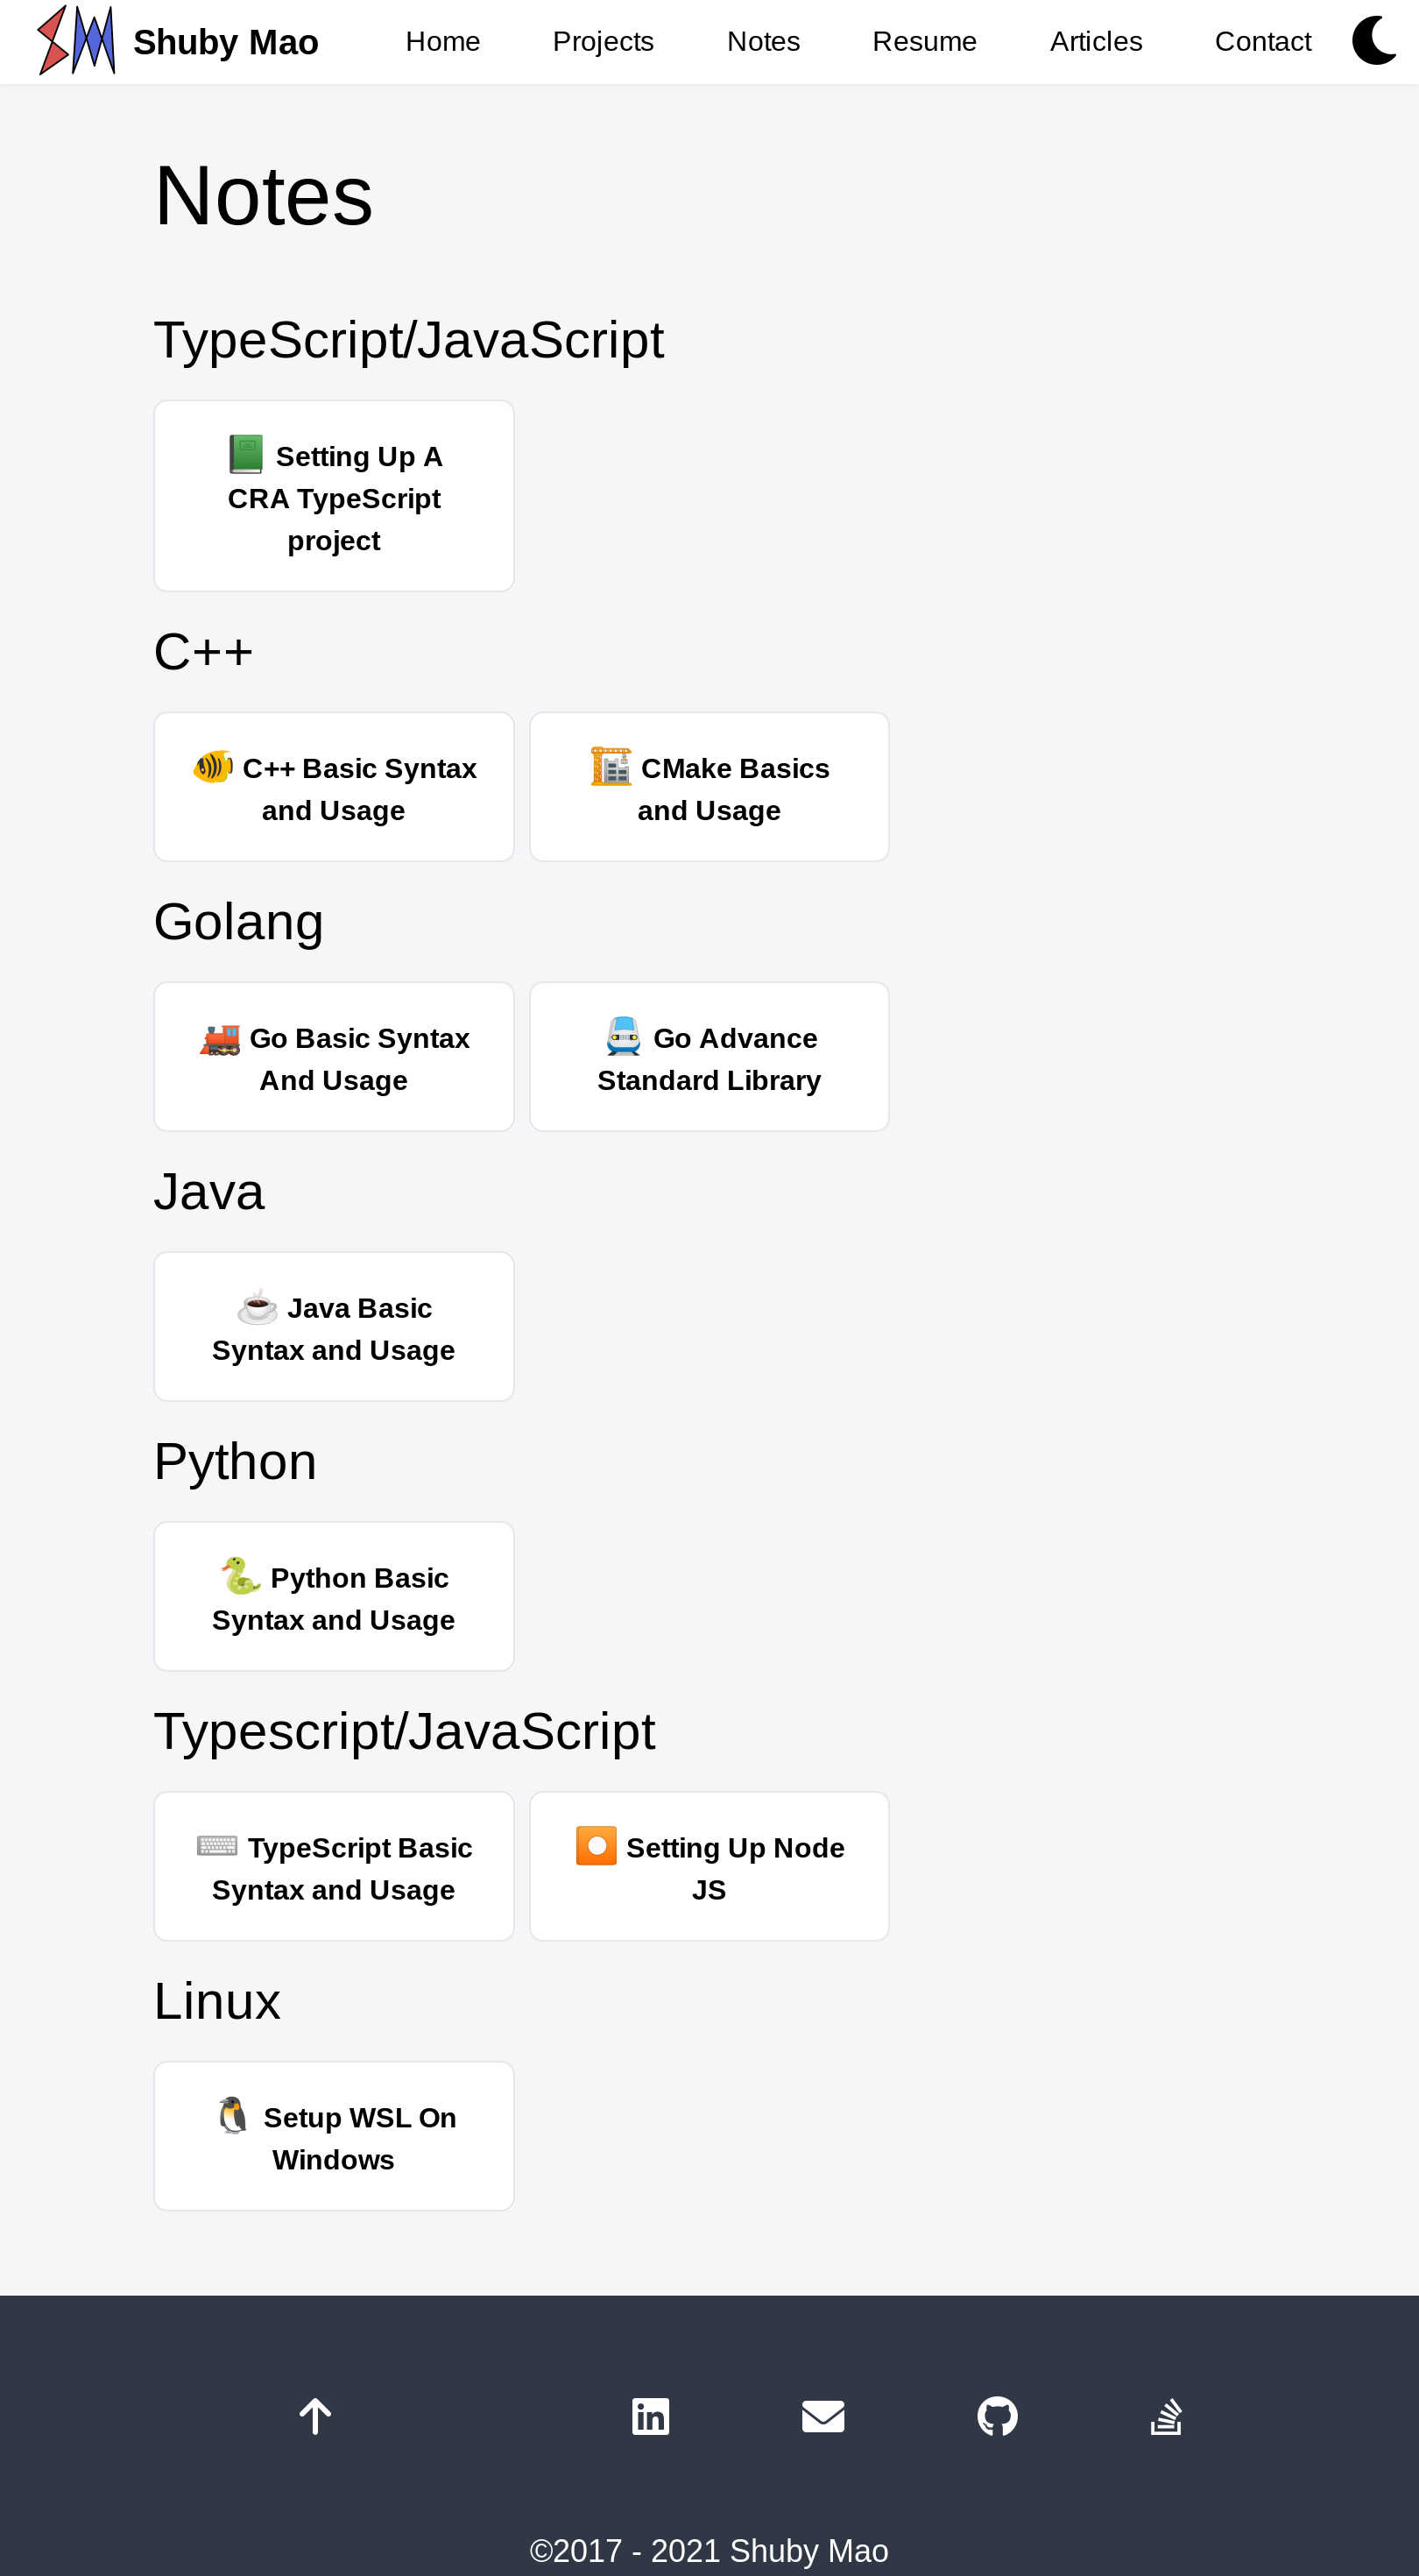 Shuby Mao Home Projects Notes Resume Articles Contact
Notes
TypeScript/JavaScript
Setting Up A
CRA TypeScript
project
C++
C++ Basic Syntax
and Usage
CMake Basics
and Usage
Golang
Go Basic Syntax
And Usage
Go Advance
Standard Library
Java
Java Basic
Syntax and Usage
Python
Python Basic
Syntax and Usage
Typescript/JavaScript
TypeScript Basic
Syntax and Usage
Setting Up Node
JS
Linux
Setup WSL On
Windows
©2017 - 2021 Shuby Mao